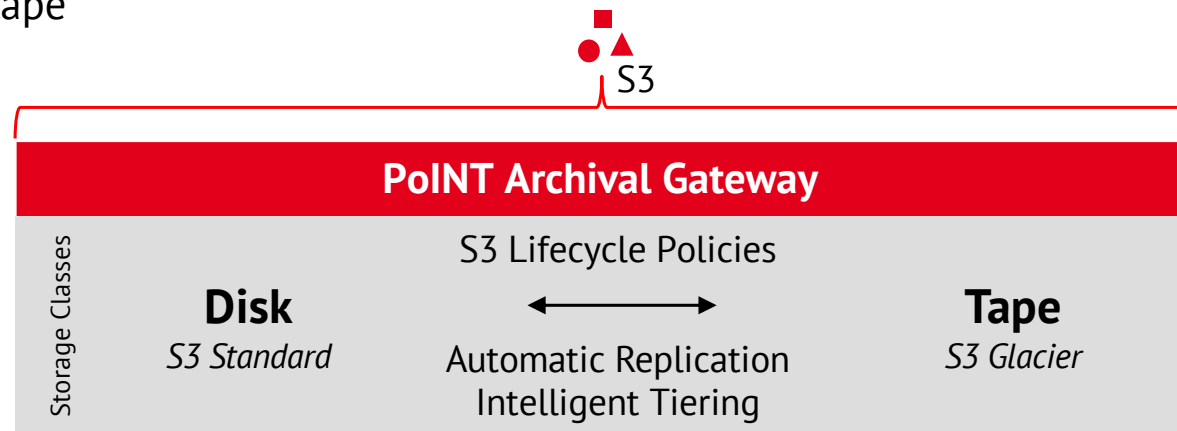 ape
S3
PoINT Archival Gateway
Storage Classes
S3 Lifecycle Policies
Disk
S3 Standard
Automatic Replication
Intelligent Tiering
Tape
S3 Glacier